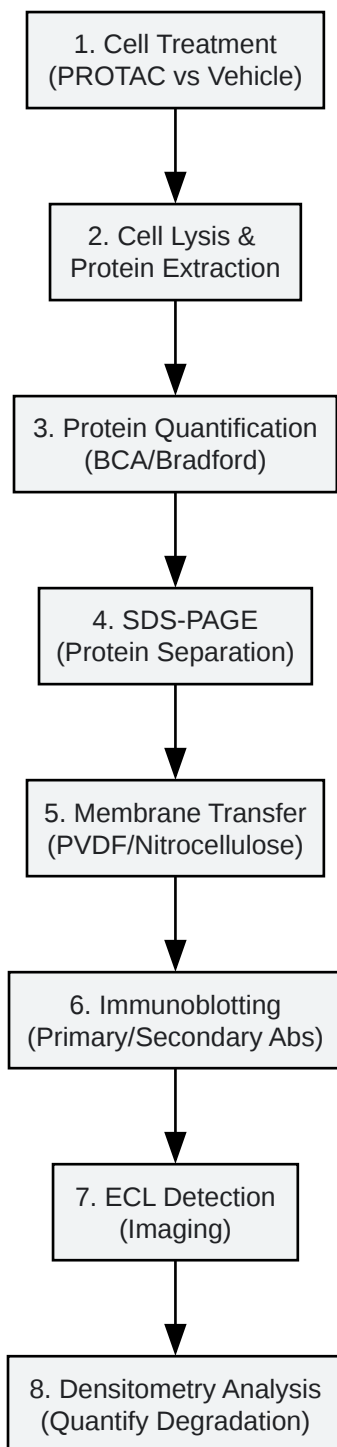 1. Cell Treatment
(PROTAC vs Vehicle)
2. Cell Lysis &
Protein Extraction
3. Protein Quantification
(BCA/Bradford)
4. SDS-PAGE
(Protein Separation)
5. Membrane Transfer
(PVDF/Nitrocellulose)
6. Immunoblotting
(Primary/Secondary Abs)
7. ECL Detection
(Imaging)
8. Densitometry Analysis
(Quantify Degradation)